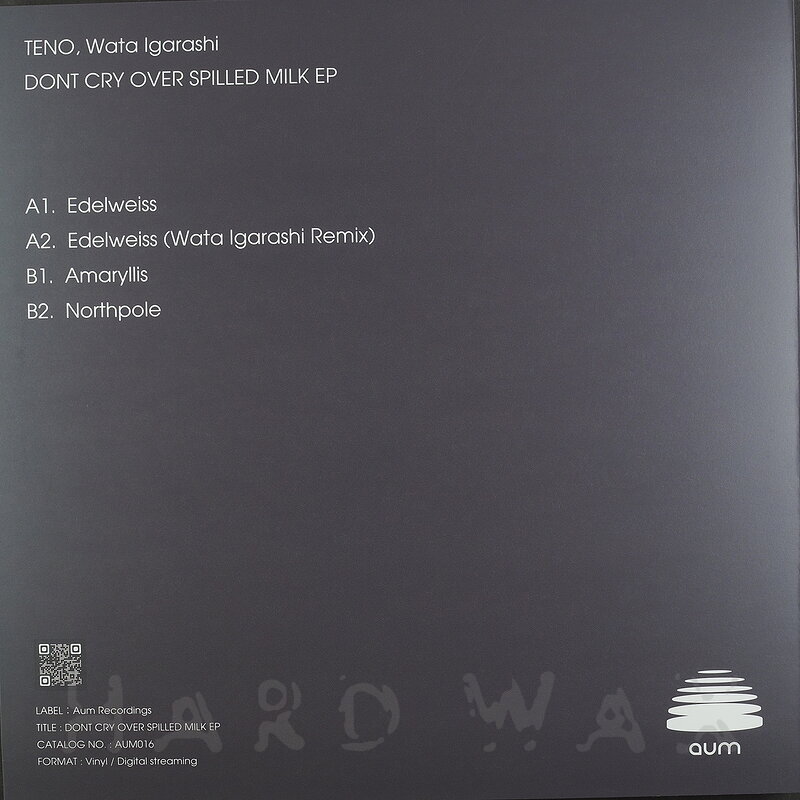 TENO, Wata Igarashi
DONT CRY OVER SPILLED MILK EP
A1. Edelweiss
A2. Edelweiss (Wata Igarashi Remix)
B1. Amaryllis
B2. Northpole
LABEL : Aum Recordings
TITLE : DONT CRY OVER SPILLED MILK EP
CATALOG NO. : AUM016
FORMAT : Vinyl / Digital streaming
HARD WAX
aum